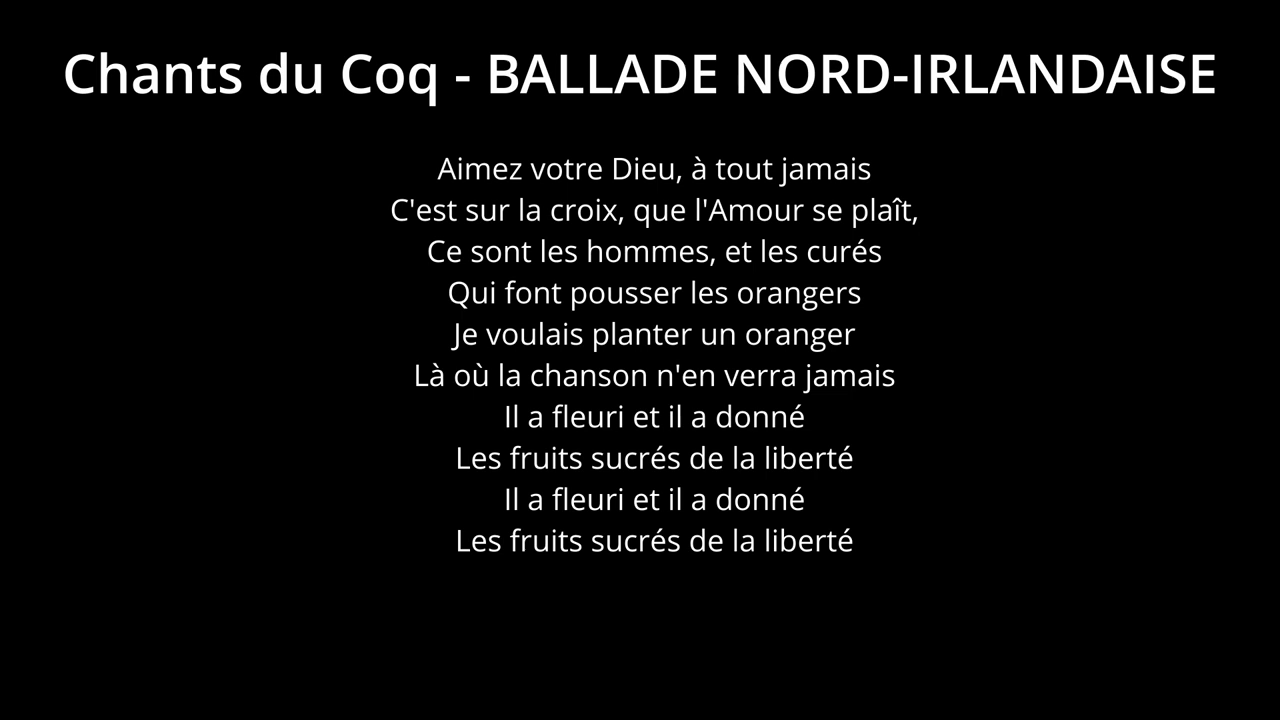 Chants du Coq - BALLADE NORD-IRLANDAISE
Aimez votre Dieu, à tout jamais
C'est sur la croix, que l'Amour se plaît,
Ce sont les hommes, et les curés
Qui font pousser les orangers
Je voulais planter un oranger
Là où la chanson n'en verra jamais
Il a fleuri et il a donné
Les fruits sucrés de la liberté
Il a fleuri et il a donné
Les fruits sucrés de la liberté